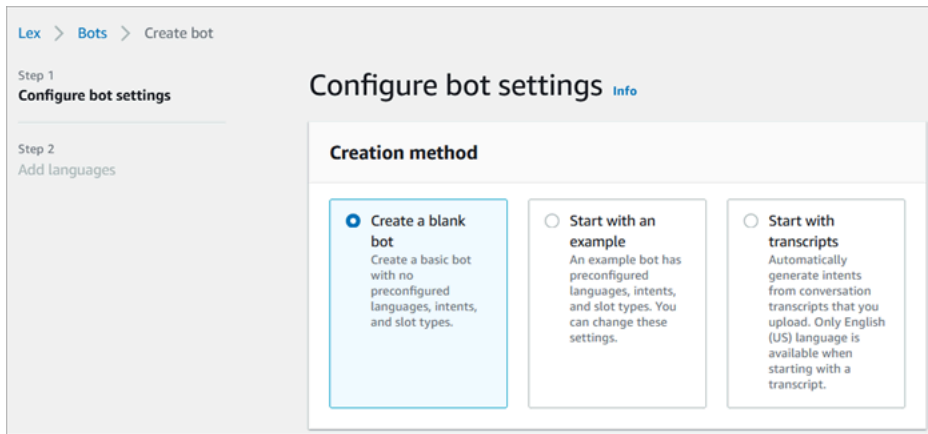 Lex > Bots > Create bot
Step 1
Configure bot settings
Step 2
Add languages
Configure bot settings Info
Creation method
Create a blank
bot
Create a basic bot
with no
preconfigured
languages, intents,
and slot types.
Start with an
example
An example bot has
preconfigured
languages, intents,
and slot types. You
can change these
settings.
Start with
transcripts
Automatically
generate intents
from conversation
transcripts that you
upload. Only English
(US) language is
available when
starting with a
transcript.